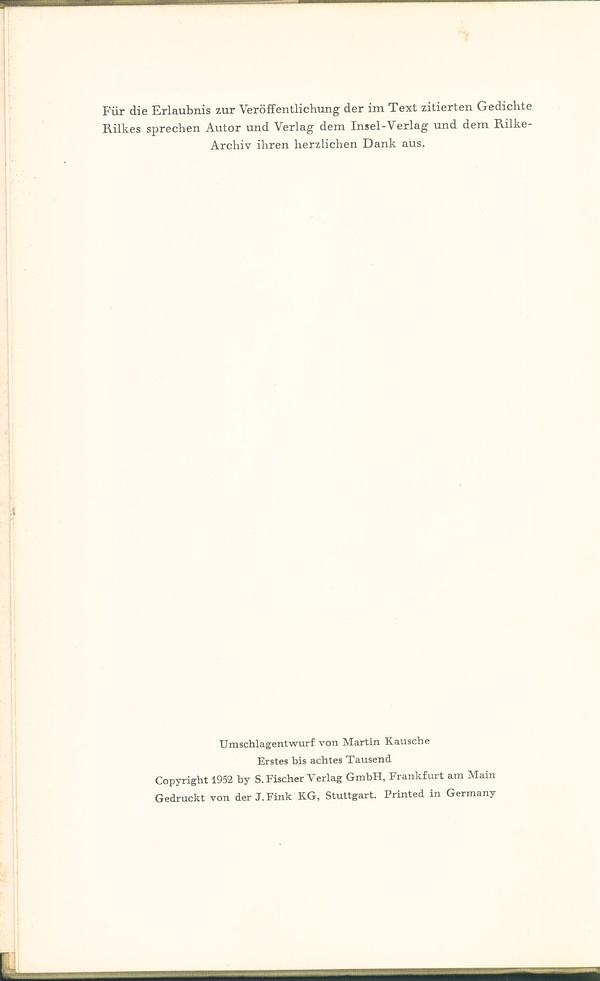 Für die Erlaubnis zur Veröffentlichung der im Text zitierten Gedichte
Rilkes sprechen Autor und Verlag dem Insel-Verlag und dem Rilke-
Archiv ihren herzlichen Dank aus.
Umschlagentwurf von Martin Kausche
Erstes bis achtes Tausend
Copyright 1952 by S. Fischer Verlag GmbH, Frankfurt am Main
Gedruckt von der J. Fink KG, Stuttgart. Printed in Germany